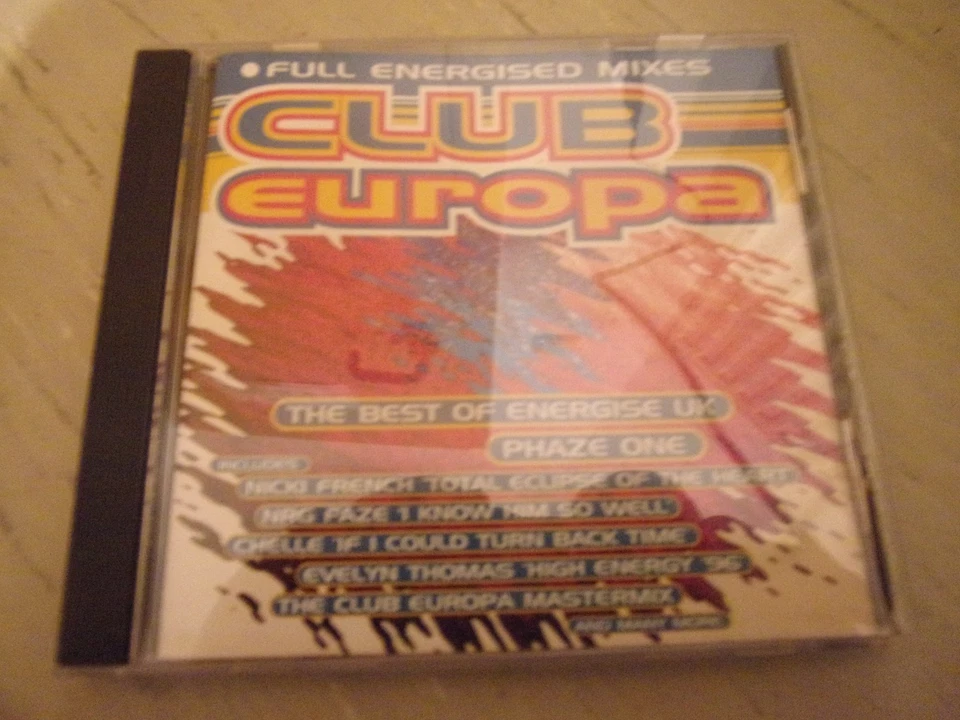 FULL ENERGISED MIXES
CLUB
europa
THE BEST OF ENERGISE UK
PHAZE ONE
INCLUDES
NICKI FRENCH 'TOTAL ECLIPSE OF THE HEART'
NRG FAZE 'I KNOW HIM SO WELL'
CHELLE 'IF I COULD TURN BACK TIME'
EVELYN THOMAS 'HIGH ENERGY '96'
THE CLUB EUROPA MASTERMIX
AND MANY MORE